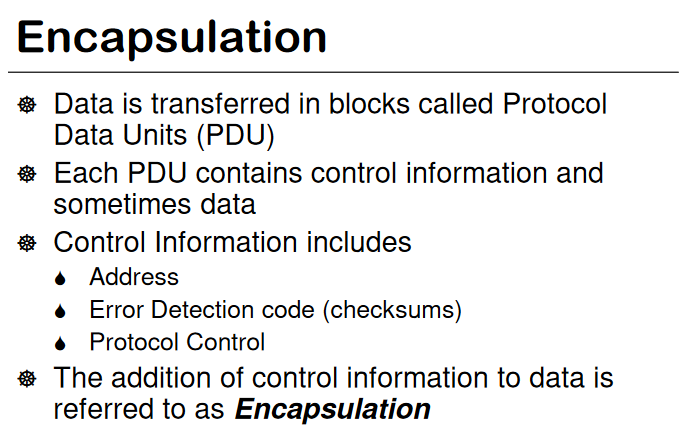 Encapsulation
Data is transferred in blocks called Protocol
Data Units (PDU)
Each PDU contains control information and
sometimes data
Control Information includes
Address
Error Detection code (checksums)
Protocol Control
The addition of control information to data is
referred to as Encapsulation